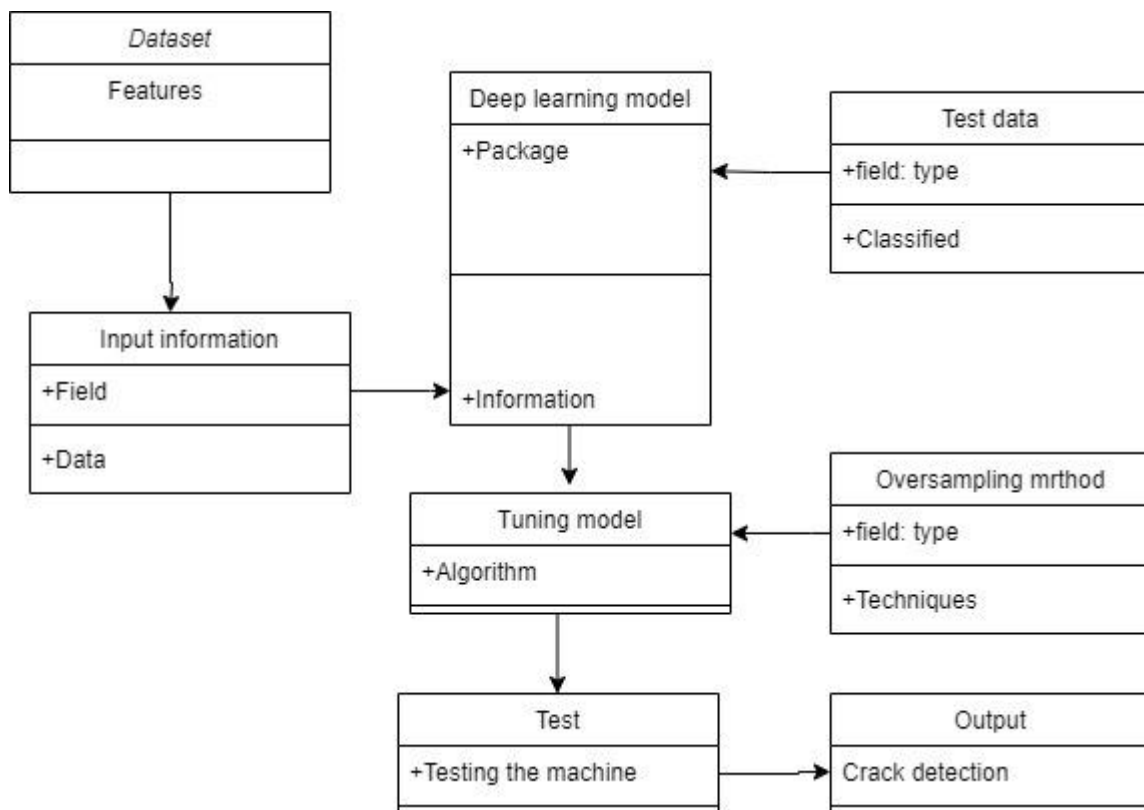 Dataset
Features
Deep learning model
+Package
+Information
Test data
+field: type
+Classified
Input information
+Field
+Data
Tuning model
+Algorithm
Oversampling mrthod
+field: type
+Techniques
Test
+Testing the machine
Output
Crack detection